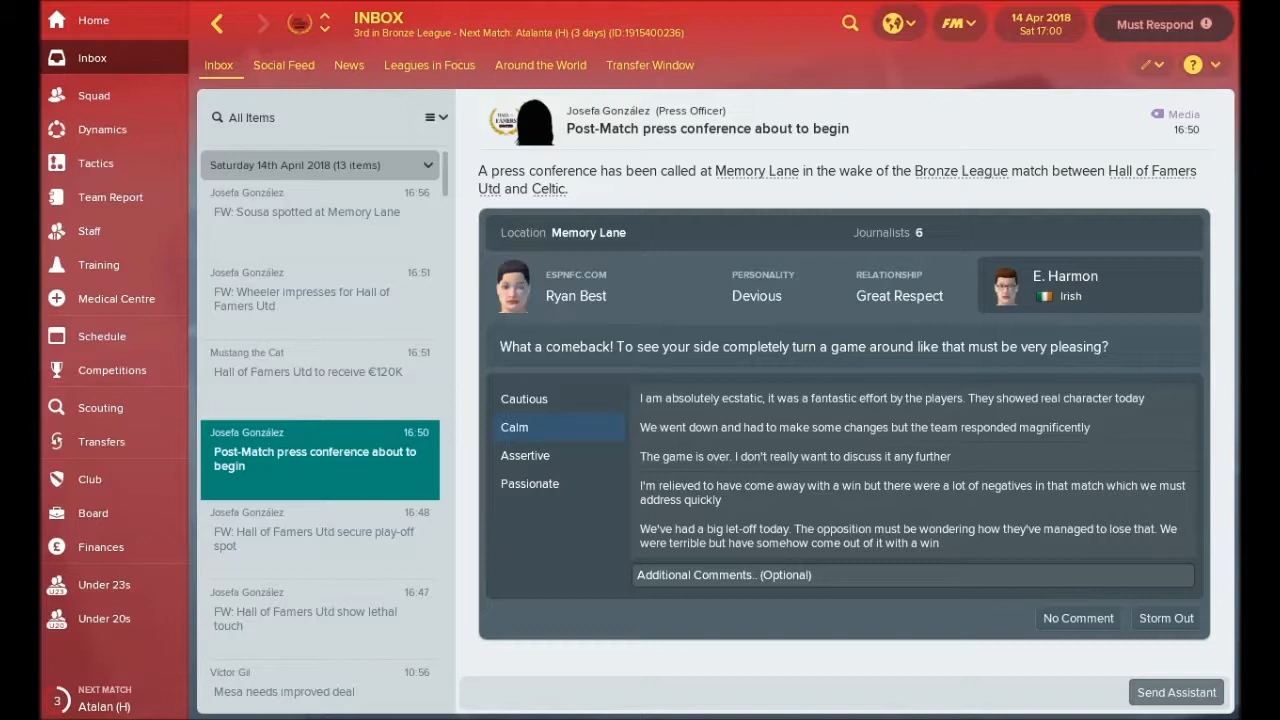 Home
Inbox
Squad
Dynamics
Tactics
Team Report
Staff
Training
Medical Centre
Schedule
Competitions
Scouting
Transfers
Club
Board
Finances
U23
Under 23s
U20
Under 20s
3
NEXT MATCH
Atalan (H)
INBOX
3rd in Bronze League - Next Match: Atalanta (H) (3 days) (ID:1915400236)
FM
14 Apr 2018
Sat 17:00
Must Respond
Inbox
Social Feed
News
Leagues in Focus
Around the World
Transfer Window
?
All Items
Saturday 14th April 2018 (13 items)
Josefa González 16:56
FW: Sousa spotted at Memory Lane
Josefa González 16:51
FW: Wheeler impresses for Hall of
Famers Utd
Mustang the Cat 16:51
Hall of Famers Utd to receive €120K
Josefa González 16:50
Post-Match press conference about to
begin
Josefa González 16:48
FW: Hall of Famers Utd secure play-off
spot
Josefa González 16:47
FW: Hall of Famers Utd show lethal
touch
Víctor Gil 10:56
Mesa needs improved deal
Josefa González (Press Officer)
Post-Match press conference about to begin
Media
16:50
A press conference has been called at Memory Lane in the wake of the Bronze League match between Hall of Famers
Utd and Celtic.
Location Memory Lane
Journalists 6
ESPNFC.COM
Ryan Best
PERSONALITY
Devious
RELATIONSHIP
Great Respect
E. Harmon
Irish
What a comeback! To see your side completely turn a game around like that must be very pleasing?
Cautious
Calm
Assertive
Passionate
I am absolutely ecstatic, it was a fantastic effort by the players. They showed real character today
We went down and had to make some changes but the team responded magnificently
The game is over. I don't really want to discuss it any further
I'm relieved to have come away with a win but there were a lot of negatives in that match which we must
address quickly
We've had a big let-off today. The opposition must be wondering how they've managed to lose that. We
were terrible but have somehow come out of it with a win
Additional Comments.. (Optional)
No Comment
Storm Out
Send Assistant